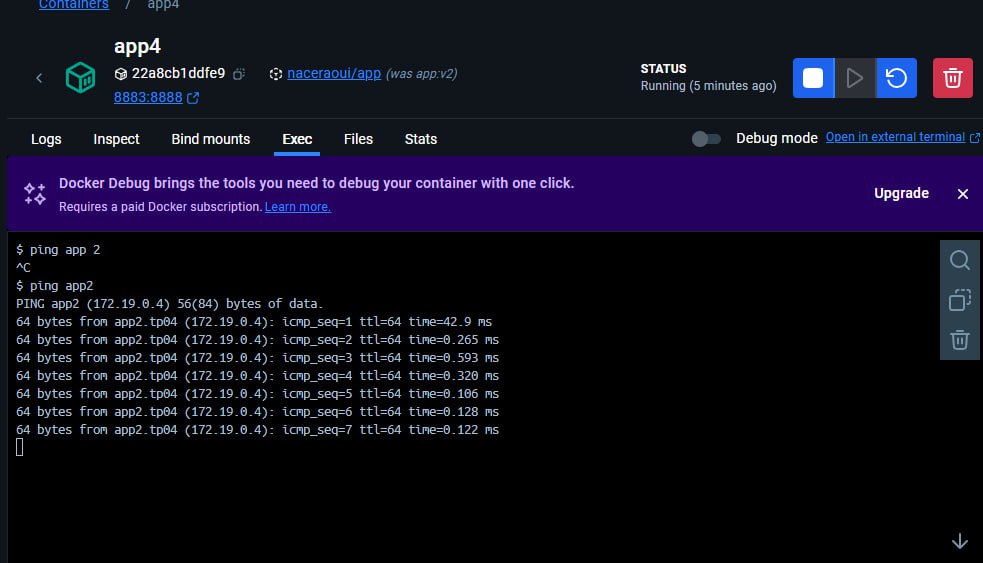 Containers / app4
app4
22a8cb1ddfe9 naceraoui/app (was app:v2)
8883:8888
STATUS
Running (5 minutes ago)
Logs Inspect Bind mounts Exec Files Stats Debug mode Open in external terminal
Docker Debug brings the tools you need to debug your container with one click.
Requires a paid Docker subscription. Learn more.
Upgrade
$ ping app 2
^C
$ ping app2
PING app2 (172.19.0.4) 56(84) bytes of data.
64 bytes from app2.tp04 (172.19.0.4): icmp_seq=1 ttl=64 time=42.9 ms
64 bytes from app2.tp04 (172.19.0.4): icmp_seq=2 ttl=64 time=0.265 ms
64 bytes from app2.tp04 (172.19.0.4): icmp_seq=3 ttl=64 time=0.593 ms
64 bytes from app2.tp04 (172.19.0.4): icmp_seq=4 ttl=64 time=0.320 ms
64 bytes from app2.tp04 (172.19.0.4): icmp_seq=5 ttl=64 time=0.106 ms
64 bytes from app2.tp04 (172.19.0.4): icmp_seq=6 ttl=64 time=0.128 ms
64 bytes from app2.tp04 (172.19.0.4): icmp_seq=7 ttl=64 time=0.122 ms